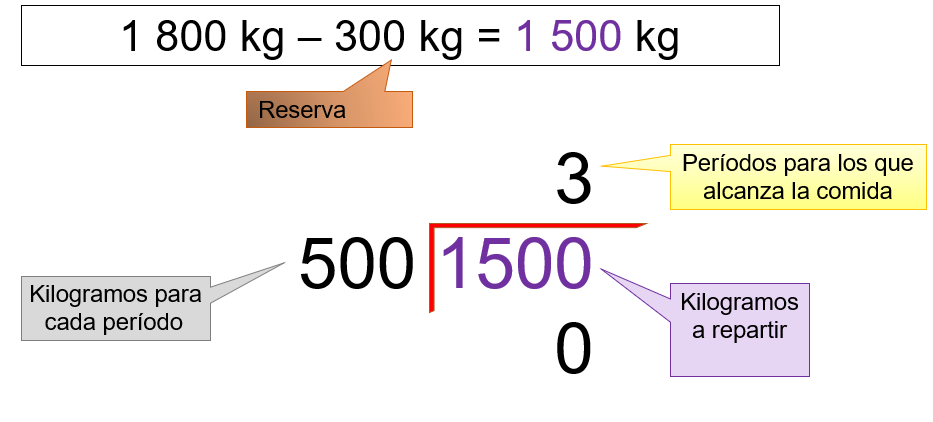 1 800 kg – 300 kg = 1 500 kg
Reserva
3
Períodos para los que
alcanza la comida
500 1500
Kilogramos para
cada período
Kilogramos
a repartir
0